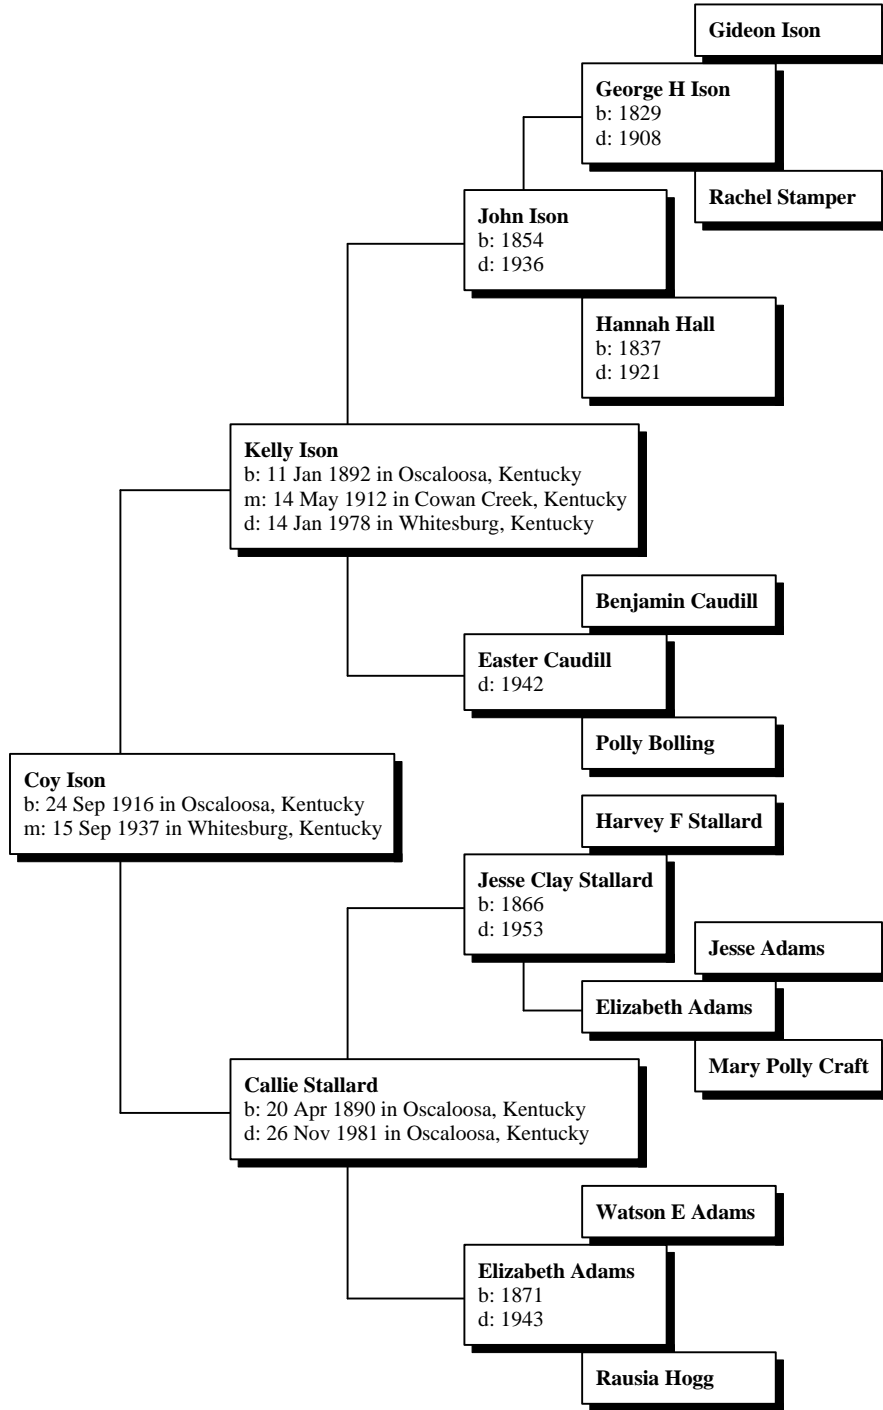 Gideon Ison
George H Ison
b: 1829
d: 1908
Rachel Stamper
John Ison
b: 1854
d: 1936
Hannah Hall
b: 1837
d: 1921
Kelly Ison
b: 11 Jan 1892 in Oscaloosa, Kentucky
m: 14 May 1912 in Cowan Creek, Kentucky
d: 14 Jan 1978 in Whitesburg, Kentucky
Benjamin Caudill
Easter Caudill
d: 1942
Polly Bolling
Coy Ison
b: 24 Sep 1916 in Oscaloosa, Kentucky
m: 15 Sep 1937 in Whitesburg, Kentucky
Harvey F Stallard
Jesse Clay Stallard
b: 1866
d: 1953
Jesse Adams
Elizabeth Adams
Mary Polly Craft
Callie Stallard
b: 20 Apr 1890 in Oscaloosa, Kentucky
d: 26 Nov 1981 in Oscaloosa, Kentucky
Watson E Adams
Elizabeth Adams
b: 1871
d: 1943
Rausia Hogg